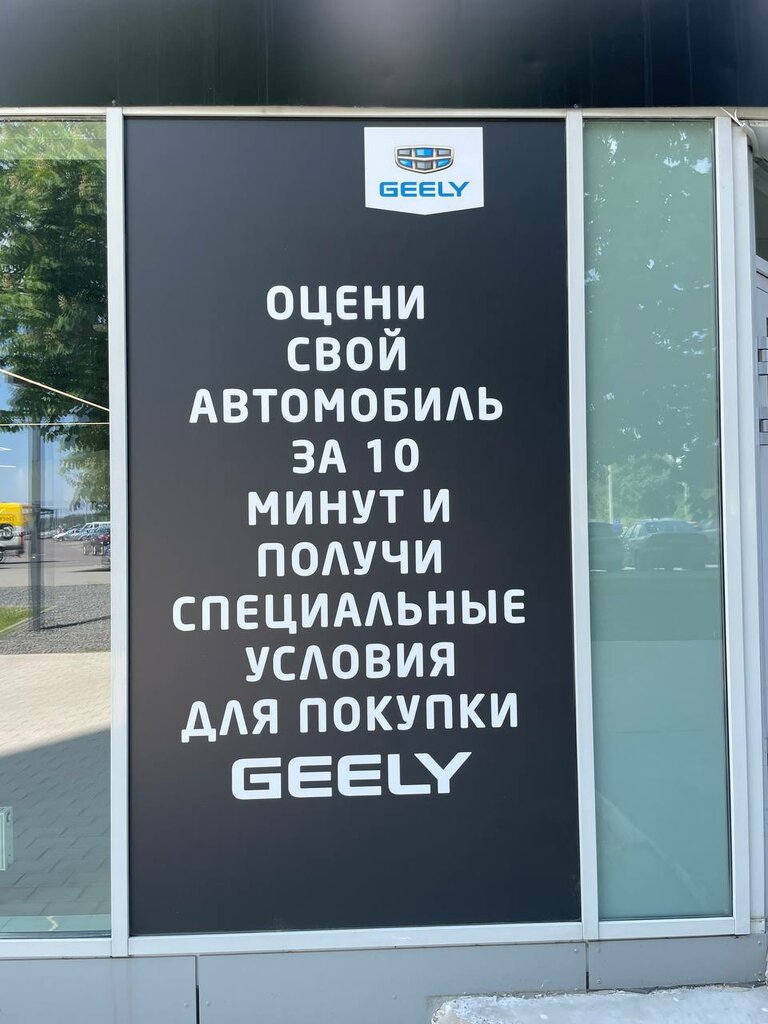 GEELY
ОЦЕНИ
СВОЙ
АВТОМОБИЛЬ
ЗА 10
МИНУТ И
ПОЛУЧИ
СПЕЦИАЛЬНЫЕ
УСЛОВИЯ
ДЛЯ ПОКУПКИ
GEELY